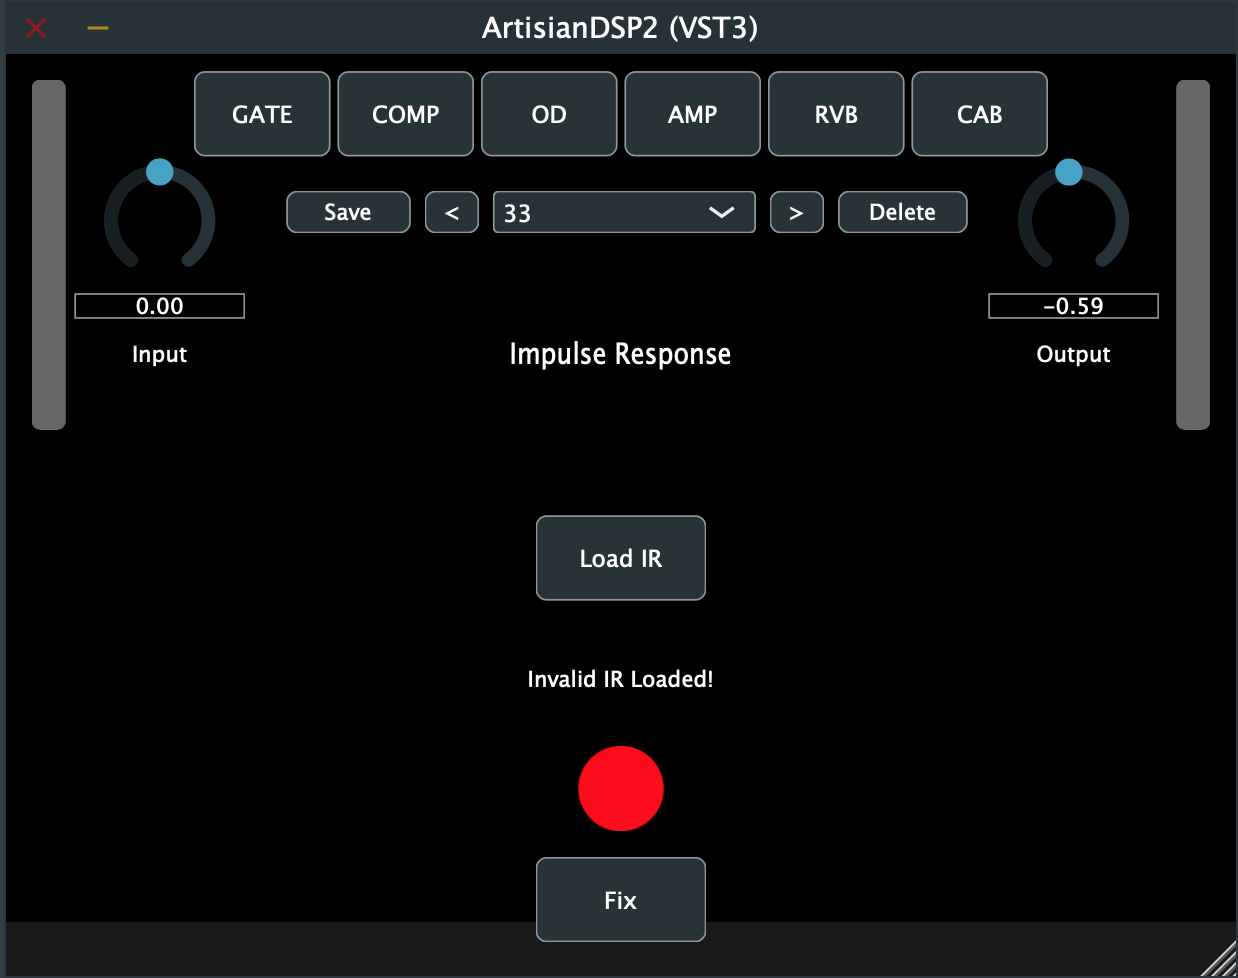 ArtisianDSP2 (VST3)
GATE COMP OD AMP RVB CAB
Save < 33 > Delete
0.00 -0.59
Input Impulse Response Output
Load IR
Invalid IR Loaded!
Fix